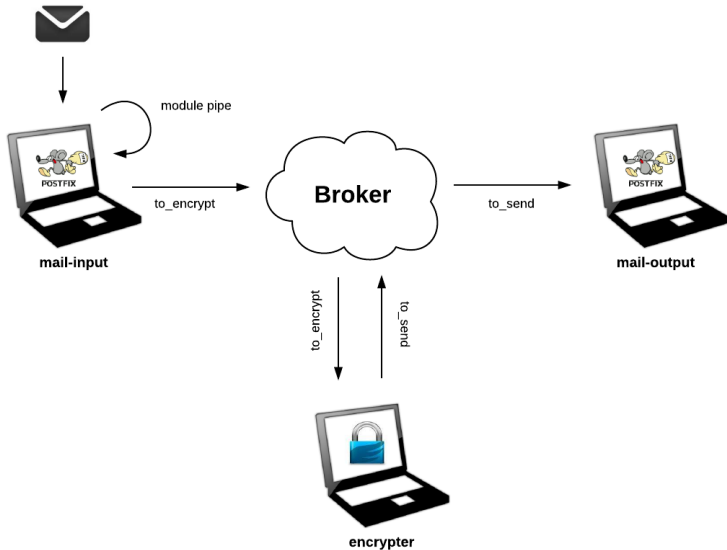 module pipe
POSTFIX
to_encrypt
mail-input
Broker
to_send
POSTFIX
mail-output
to_encrypt
to_send
encrypter